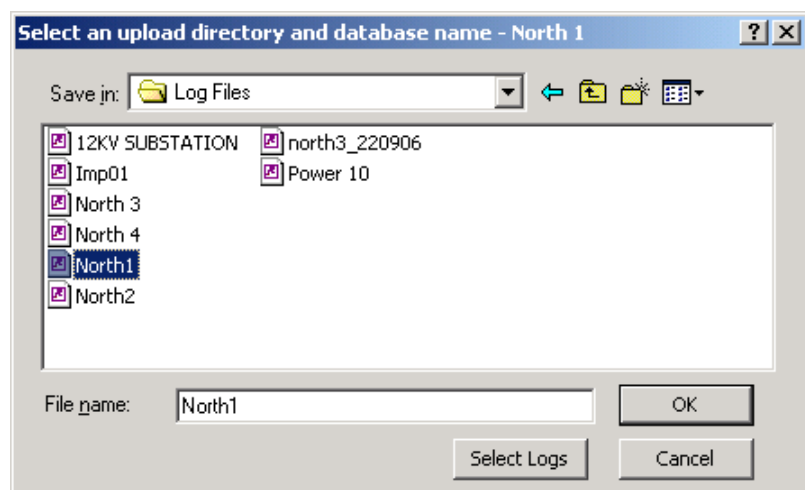 Select an upload directory and database name - North 1
Save in: Log Files
12KV SUBSTATION
Imp01
North 3
North 4
North1
North2
north3_220906
Power 10
File name: North1
OK
Select Logs
Cancel